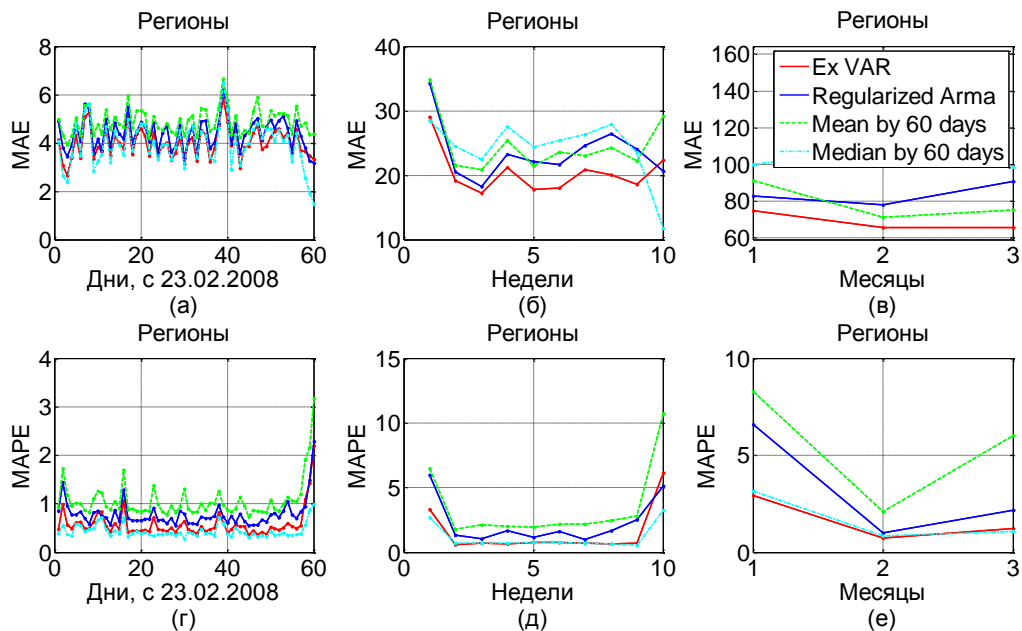 Регионы
MAE
8
6
4
2
0
0 20 40 60
Дни, с 23.02.2008
(а)
Регионы
MAE
40
30
20
10
0 5 10
Недели
(б)
Регионы
MAE
160
140
120
100
80
60
1 2 3
Месяцы
(в)
Ex VAR
Regularized Arma
Mean by 60 days
Median by 60 days
Регионы
MAPE
4
3
2
1
0
0 20 40 60
Дни, с 23.02.2008
(г)
Регионы
MAPE
15
10
5
0
0 5 10
Недели
(д)
Регионы
MAPE
10
5
0
1 2 3
Месяцы
(е)